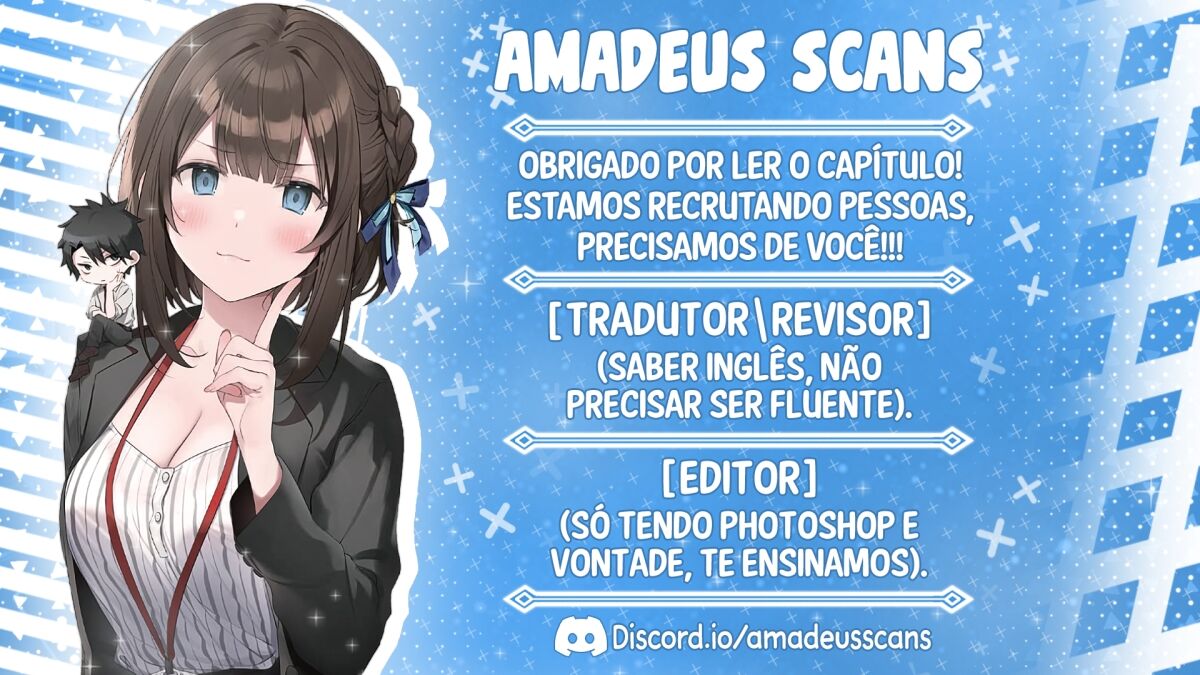 AMADEUS SCANS
OBRIGADO POR LER O CAPÍTULO!
ESTAMOS RECRUTANDO PESSOAS,
PRECISAMOS DE VOCÊ!!!
[TRADUTOR\REVISOR]
(SABER INGLÊS, NÃO
PRECISAR SER FLUENTE).
[EDITOR]
(SÓ TENDO PHOTOSHOP E
VONTADE, TE ENSINAMOS).
Discord.io/amadeusscans